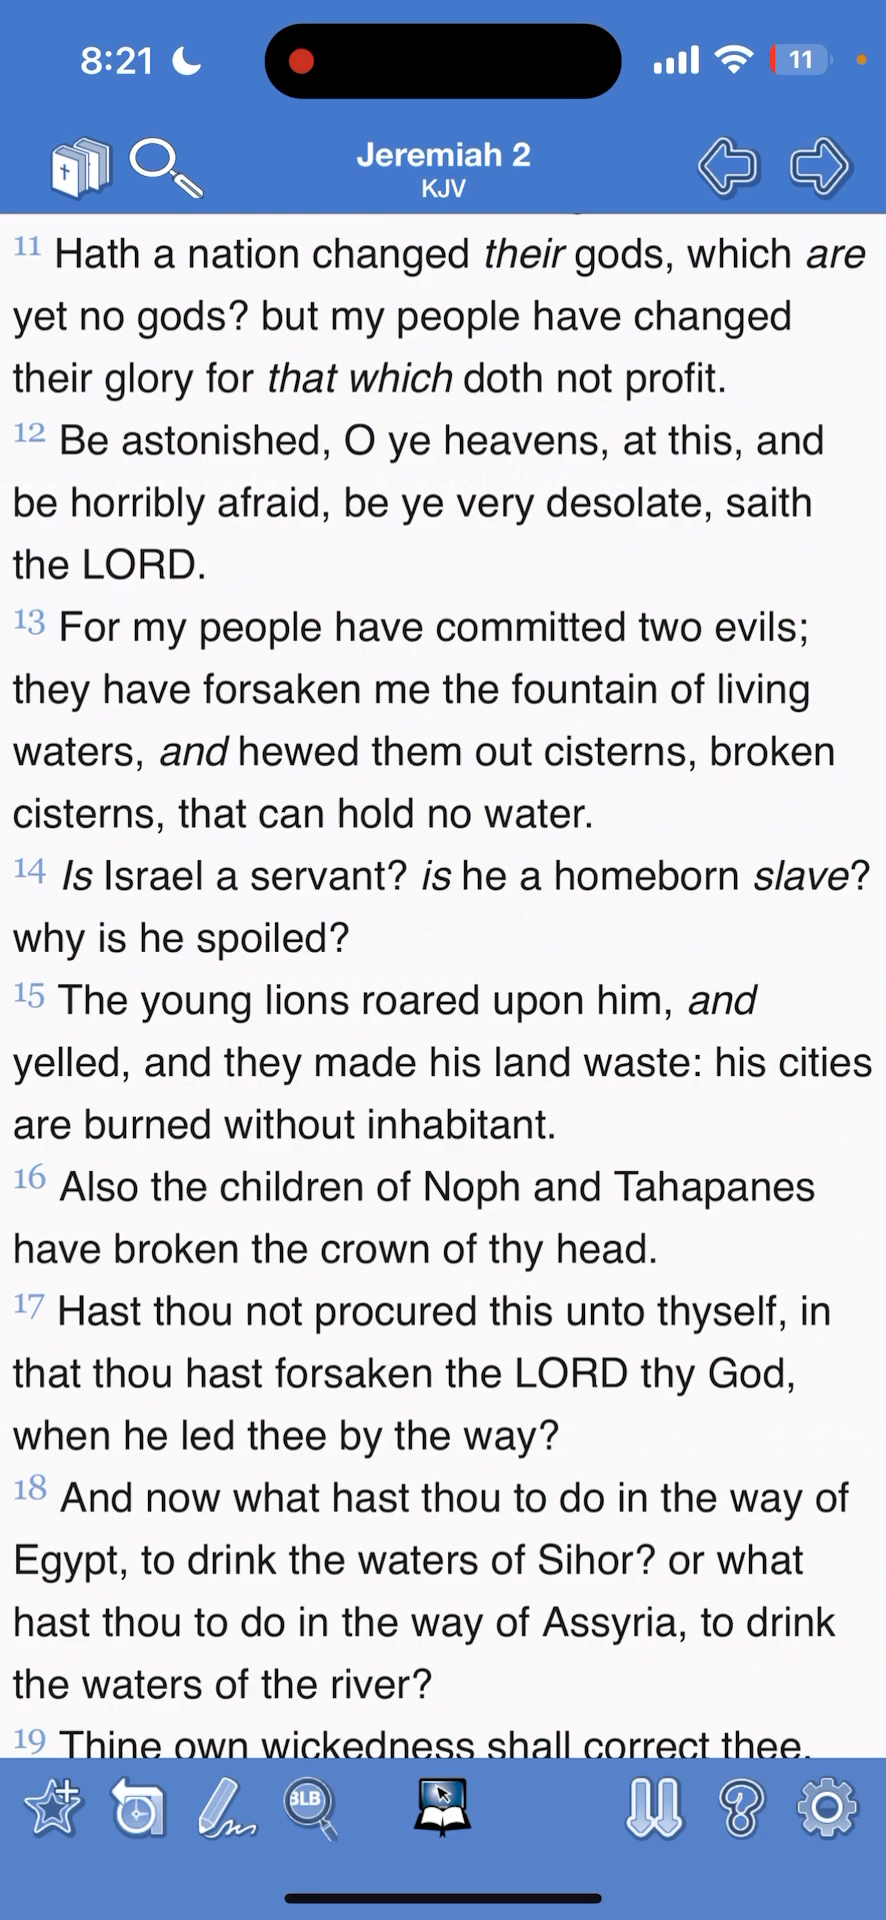 8:21
11
Jeremiah 2
KJV
11 Hath a nation changed their gods, which are
yet no gods? but my people have changed
their glory for that which doth not profit.
12 Be astonished, O ye heavens, at this, and
be horribly afraid, be ye very desolate, saith
the LORD.
13 For my people have committed two evils;
they have forsaken me the fountain of living
waters, and hewed them out cisterns, broken
cisterns, that can hold no water.
14 Is Israel a servant? is he a homeborn slave?
why is he spoiled?
15 The young lions roared upon him, and
yelled, and they made his land waste: his cities
are burned without inhabitant.
16 Also the children of Noph and Tahapanes
have broken the crown of thy head.
17 Hast thou not procured this unto thyself, in
that thou hast forsaken the LORD thy God,
when he led thee by the way?
18 And now what hast thou to do in the way of
Egypt, to drink the waters of Sihor? or what
hast thou to do in the way of Assyria, to drink
the waters of the river?
19 Thine own wickedness shall correct thee,
BLB